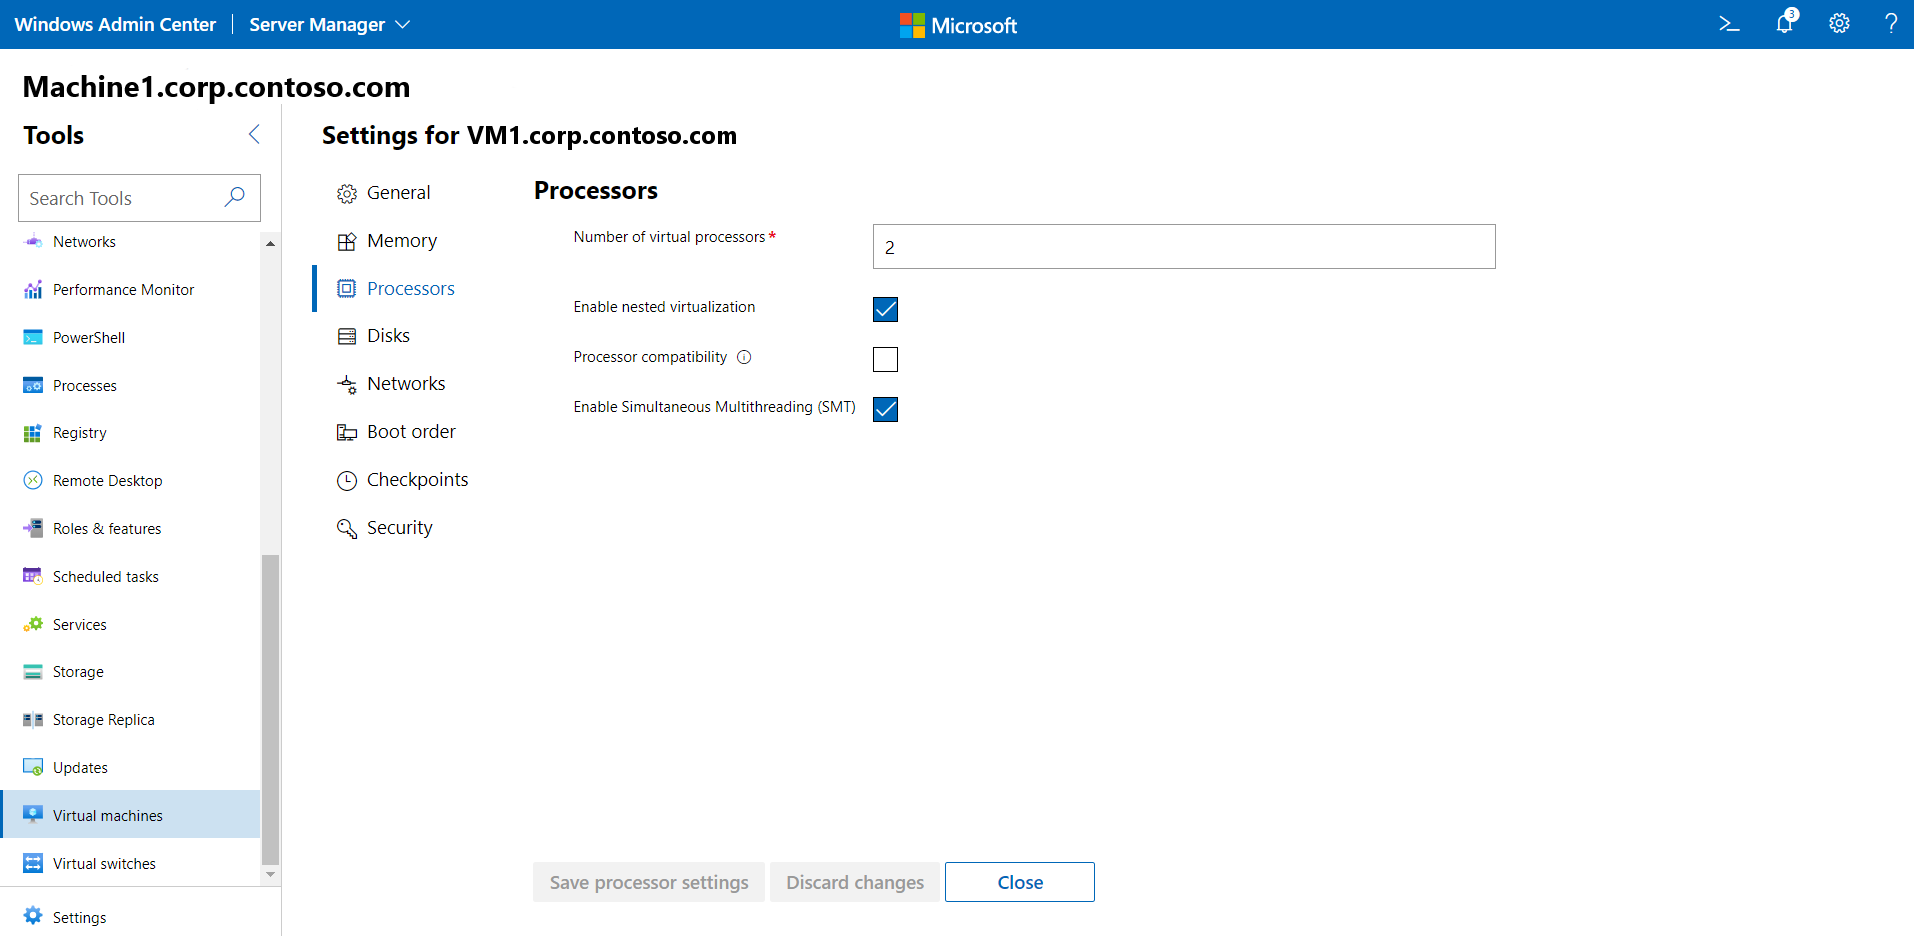 Windows Admin Center
Server Manager
Microsoft
3
Machine1.corp.contoso.com
Tools
Search Tools
Networks
Performance Monitor
PowerShell
Processes
Registry
Remote Desktop
Roles & features
Scheduled tasks
Services
Storage
Storage Replica
Updates
Virtual machines
Virtual switches
Settings
Settings for VM1.corp.contoso.com
General
Memory
Processors
Disks
Networks
Boot order
Checkpoints
Security
Processors
Number of virtual processors *
2
Enable nested virtualization
Processor compatibility
Enable Simultaneous Multithreading (SMT)
Save processor settings
Discard changes
Close